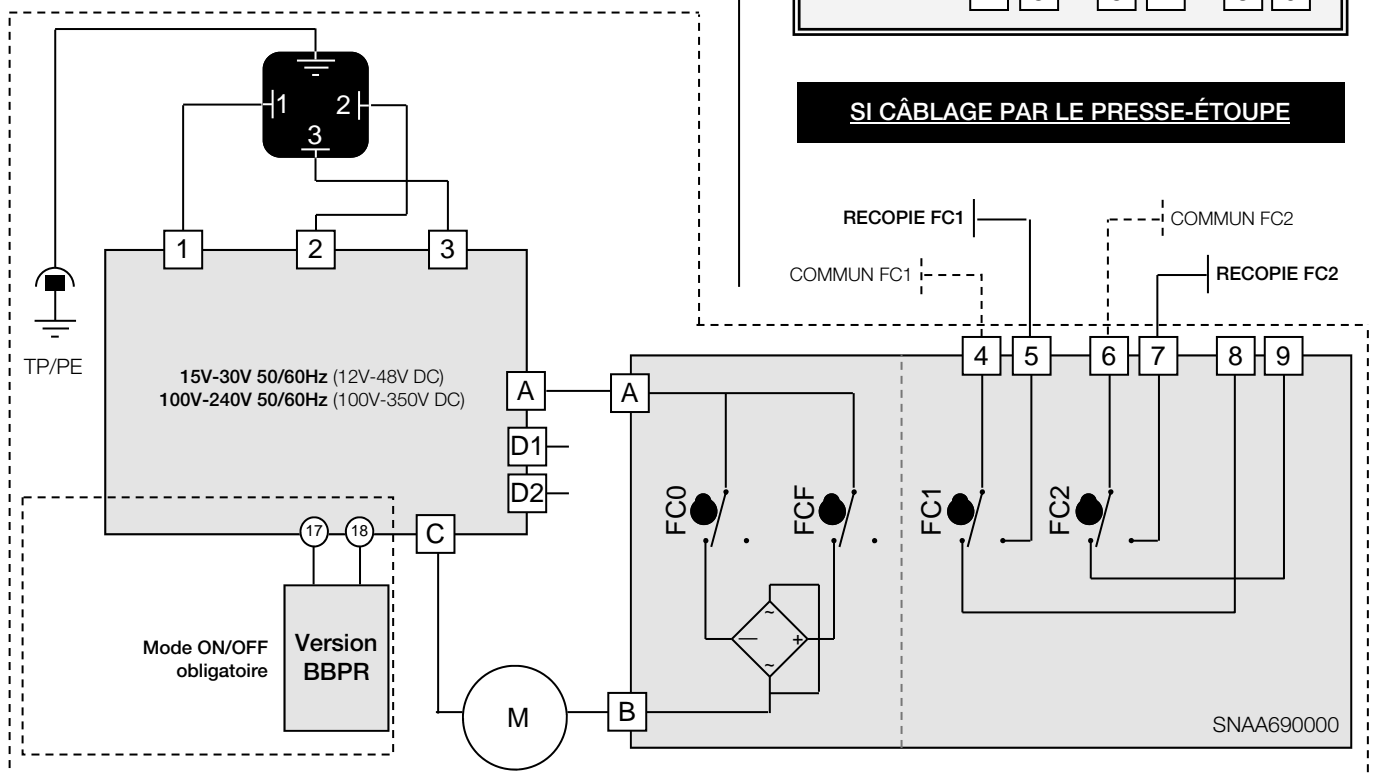 SI CÂBLAGE PAR LE PRESSE-ÉTOUPE
1 2
3
RECOPIE FC1
COMMUN FC2
COMMUN FC1
RECOPIE FC2
1 2 3
TP/PE
15V-30V 50/60Hz (12V-48V DC)
100V-240V 50/60Hz (100V-350V DC)
A
D1
D2
17 18
C
Mode ON/OFF
obligatoire
Version
BBPR
M
A
B
4 5 6 7 8 9
FC0
FCF
FC1
FC2
~
— +
~
SNAA690000